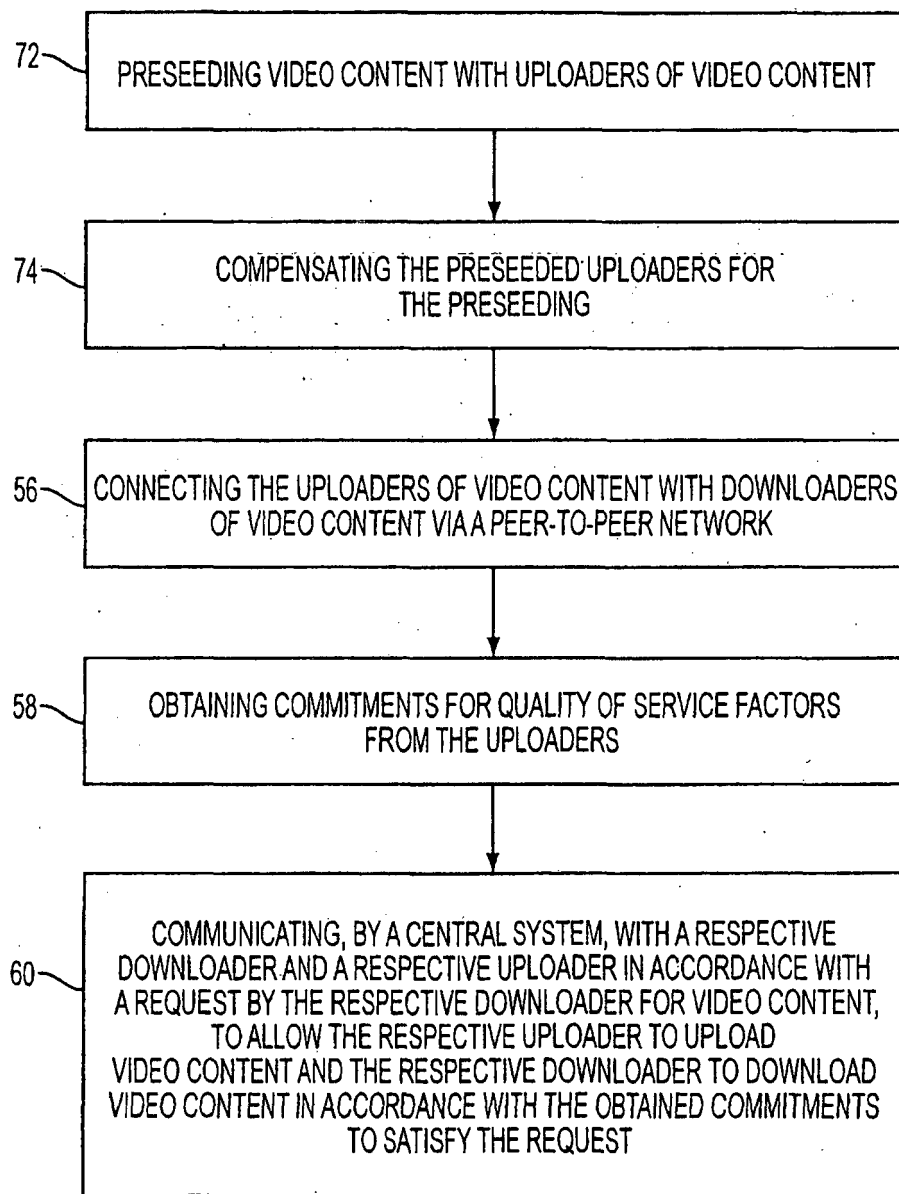 72
PRESEEDING VIDEO CONTENT WITH UPLOADERS OF VIDEO CONTENT
74
COMPENSATING THE PRESEEDED UPLOADERS FOR
THE PRESEEDING
56
CONNECTING THE UPLOADERS OF VIDEO CONTENT WITH DOWNLOADERS
OF VIDEO CONTENT VIA A PEER-TO-PEER NETWORK
58
OBTAINING COMMITMENTS FOR QUALITY OF SERVICE FACTORS
FROM THE UPLOADERS
60
COMMUNICATING, BY A CENTRAL SYSTEM, WITH A RESPECTIVE
DOWNLOADER AND A RESPECTIVE UPLOADER IN ACCORDANCE WITH
A REQUEST BY THE RESPECTIVE DOWNLOADER FOR VIDEO CONTENT,
TO ALLOW THE RESPECTIVE UPLOADER TO UPLOAD
VIDEO CONTENT AND THE RESPECTIVE DOWNLOADER TO DOWNLOAD
VIDEO CONTENT IN ACCORDANCE WITH THE OBTAINED COMMITMENTS
TO SATISFY THE REQUEST